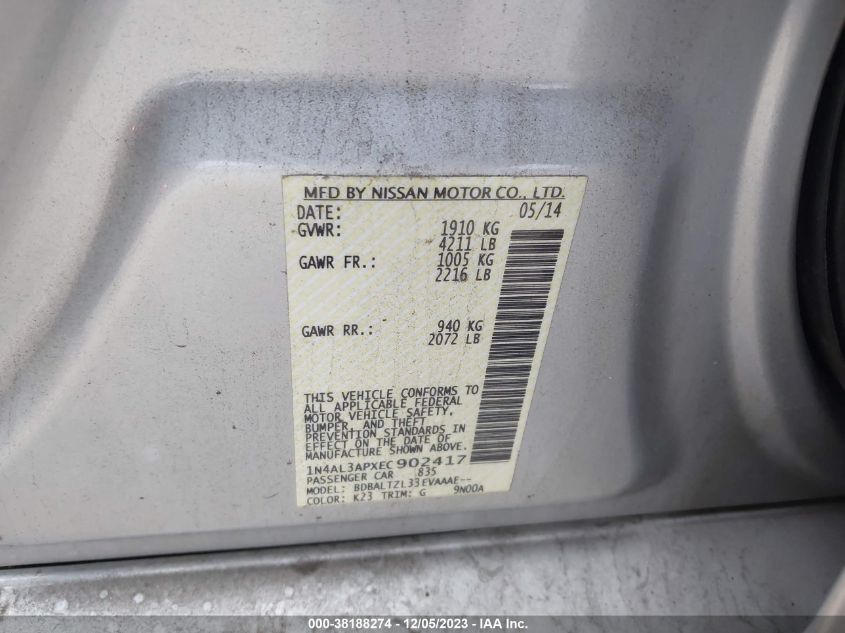 MFD BY NISSAN MOTOR CO., LTD.
DATE: 05/14
GVWR: 1910 KG
4211 LB
GAWR FR.: 1005 KG
2216 LB
GAWR RR.: 940 KG
2072 LB
THIS VEHICLE CONFORMS TO
ALL APPLICABLE FEDERAL
MOTOR VEHICLE SAFETY,
BUMPER, AND THEFT
PREVENTION STANDARDS IN
EFFECT ON THE DATE OF
MANUFACTURE SHOWN ABOVE.
1N4AL3APXEC902417
PASSENGER CAR 835
MODEL: BDBALTZL33EVAAAE--
COLOR: K23 TRIM: G 9N00A
000-38188274 - 12/05/2023 - IAA Inc.